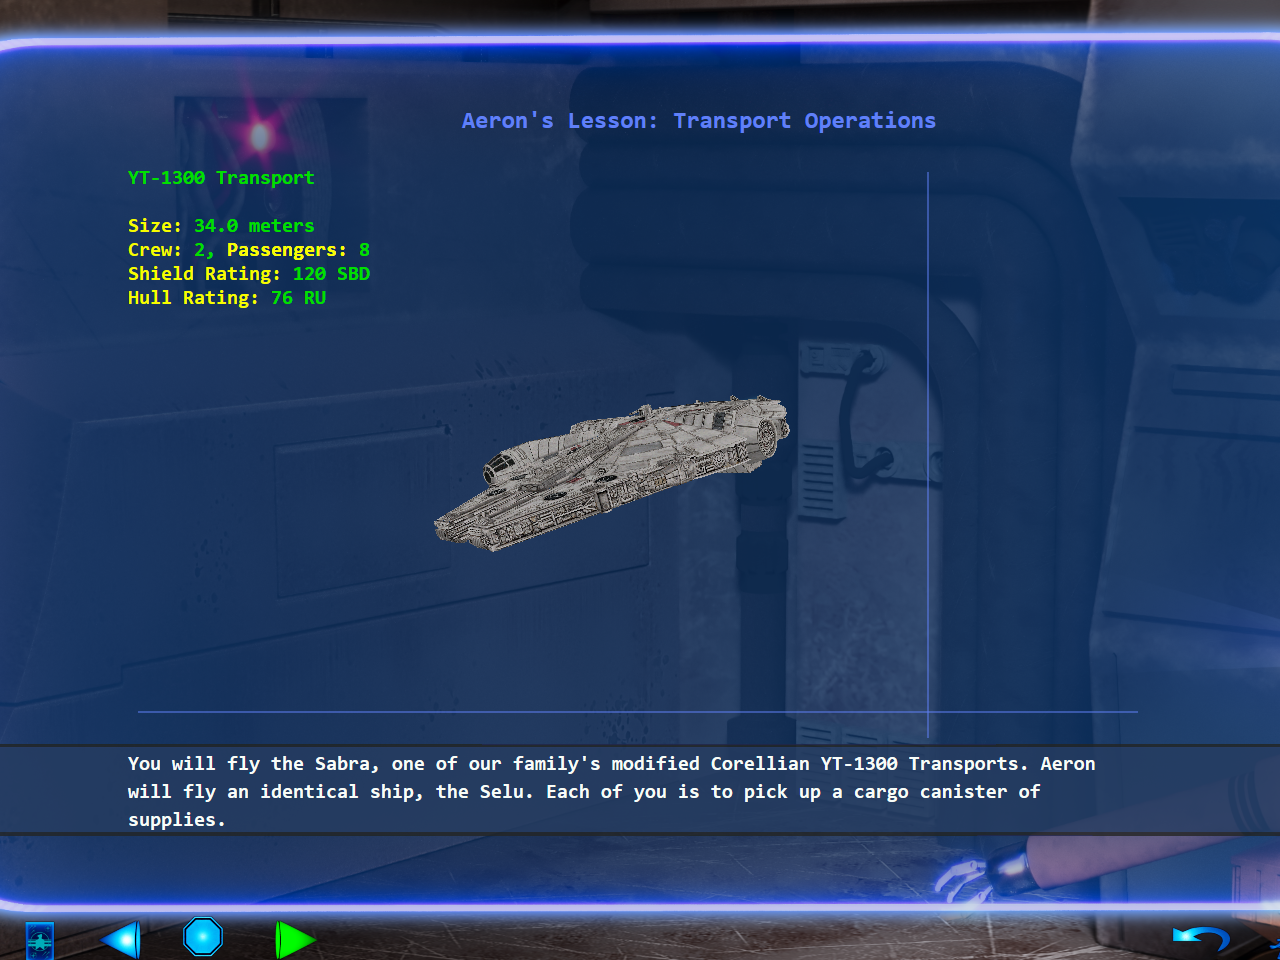 Aeron's Lesson: Transport Operations
YT-1300 Transport
Size: 34.0 meters
Crew: 2, Passengers: 8
Shield Rating: 120 SBD
Hull Rating: 76 RU
You will fly the Sabra, one of our family's modified Corellian YT-1300 Transports. Aeron
will fly an identical ship, the Selu. Each of you is to pick up a cargo canister of
supplies.